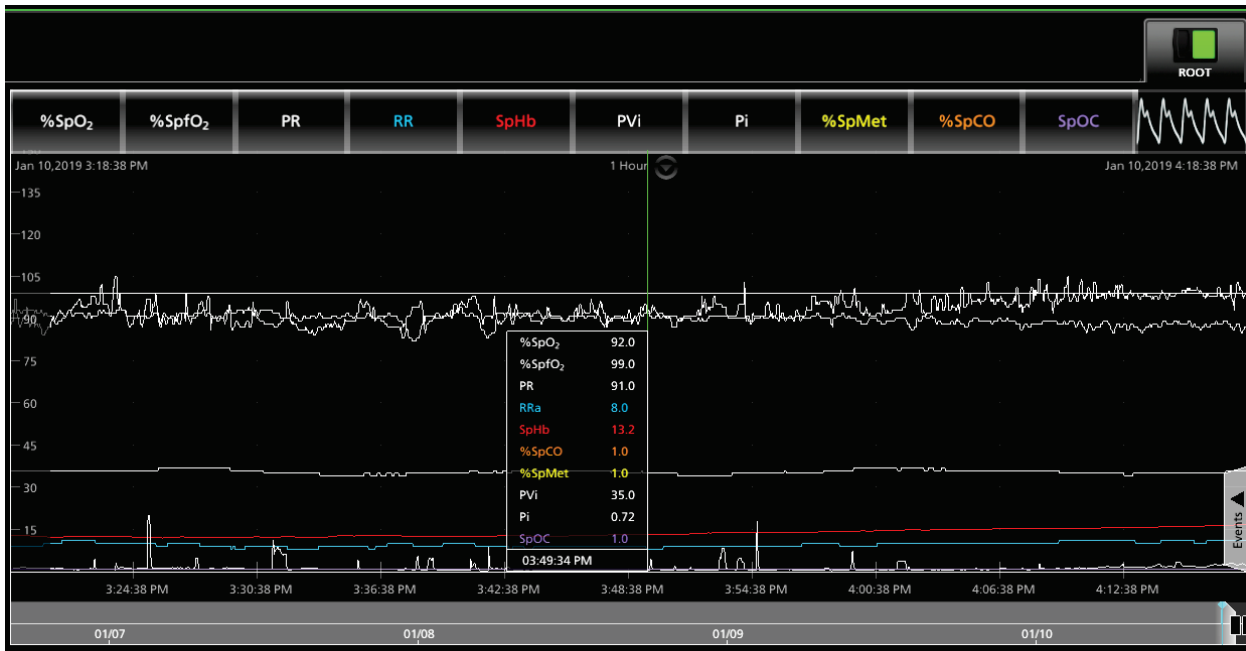 ROOT
%SpO₂ %SpfO₂ PR RR SpHb PVi Pi %SpMet %SpCO SpOC
Jan 10,2019 3:18:38 PM 1 Hour Jan 10,2019 4:18:38 PM
135
120
105
90
75
60
45
30
15
%SpO₂ 92.0
%SpfO₂ 99.0
PR 91.0
RRa 8.0
SpHb 13.2
%SpCO 1.0
%SpMet 1.0
PVi 35.0
Pi 0.72
SpOC 1.0
03:49:34 PM
Events
3:24:38 PM 3:30:38 PM 3:36:38 PM 3:42:38 PM 3:48:38 PM 3:54:38 PM 4:00:38 PM 4:06:38 PM 4:12:38 PM
01/07 01/08 01/09 01/10